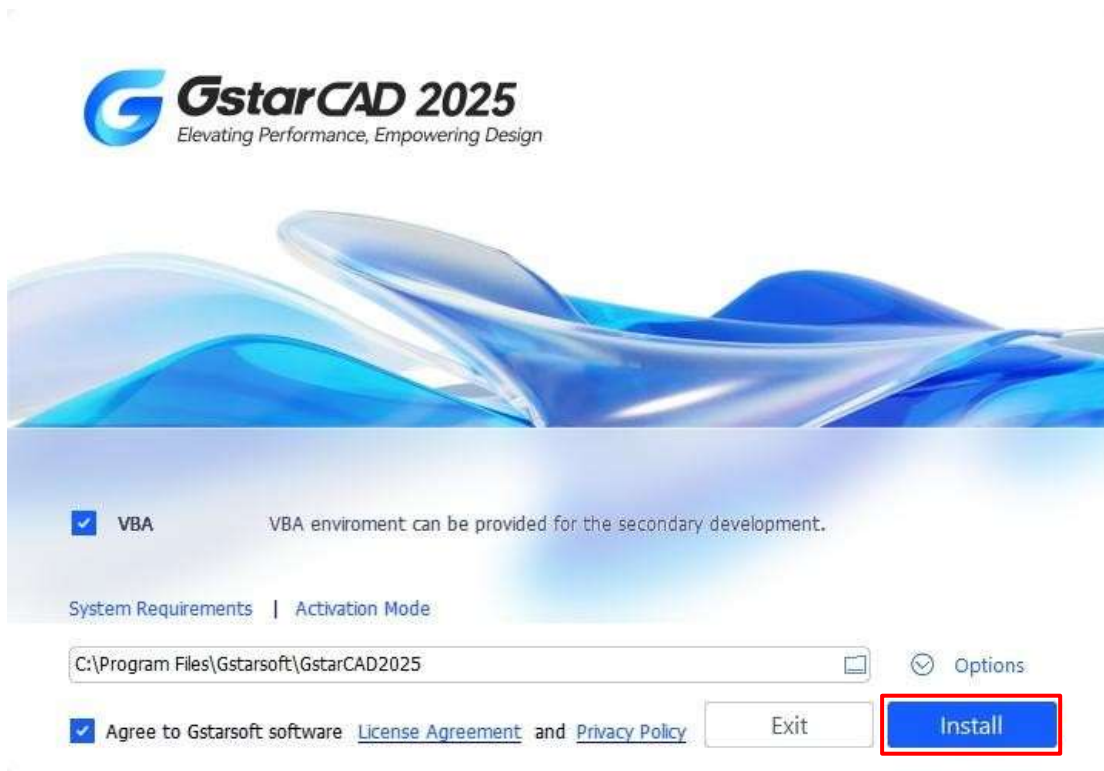 GstarCAD 2025
Elevating Performance, Empowering Design
VBA VBA enviroment can be provided for the secondary development.
System Requirements | Activation Mode
C:\Program Files\Gstarsoft\GstarCAD2025 Options
Agree to Gstarsoft software License Agreement and Privacy Policy Exit Install